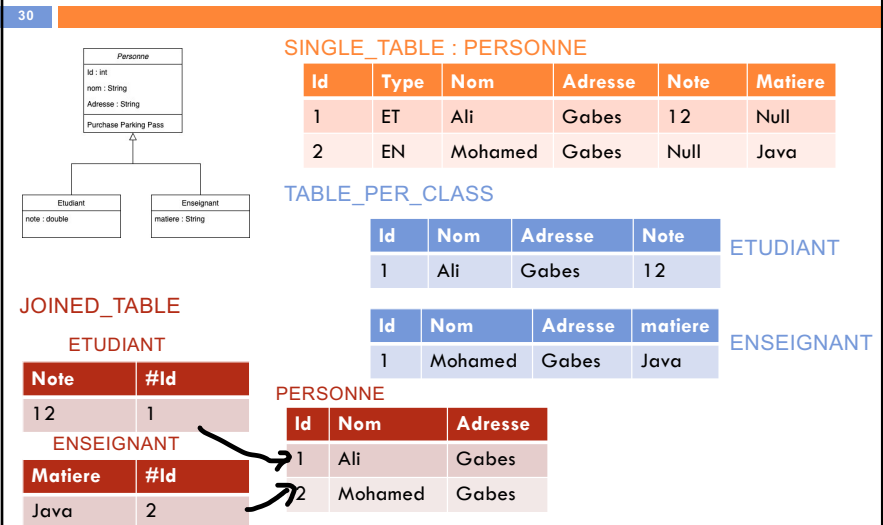 30
Personne
Id : int
nom : String
Adresse : String
Purchase Parking Pass
Etudiant
note : double
Enseignant
matiere : String
SINGLE_TABLE : PERSONNE
Id Type Nom Adresse Note Matiere
1 ET Ali Gabes 12 Null
2 EN Mohamed Gabes Null Java
TABLE_PER_CLASS
Id Nom Adresse Note
1 Ali Gabes 12
ETUDIANT
Id Nom Adresse matiere
1 Mohamed Gabes Java
ENSEIGNANT
JOINED_TABLE
ETUDIANT
Note #Id
12 1
ENSEIGNANT
Matiere #Id
Java 2
PERSONNE
Id Nom Adresse
1 Ali Gabes
2 Mohamed Gabes